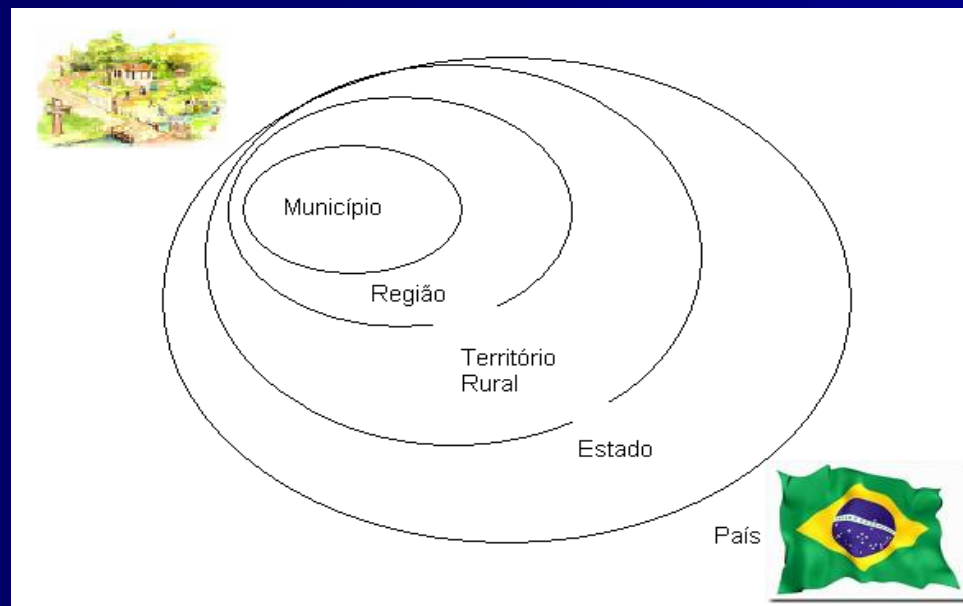 Município
Região
Território
Rural
Estado
País